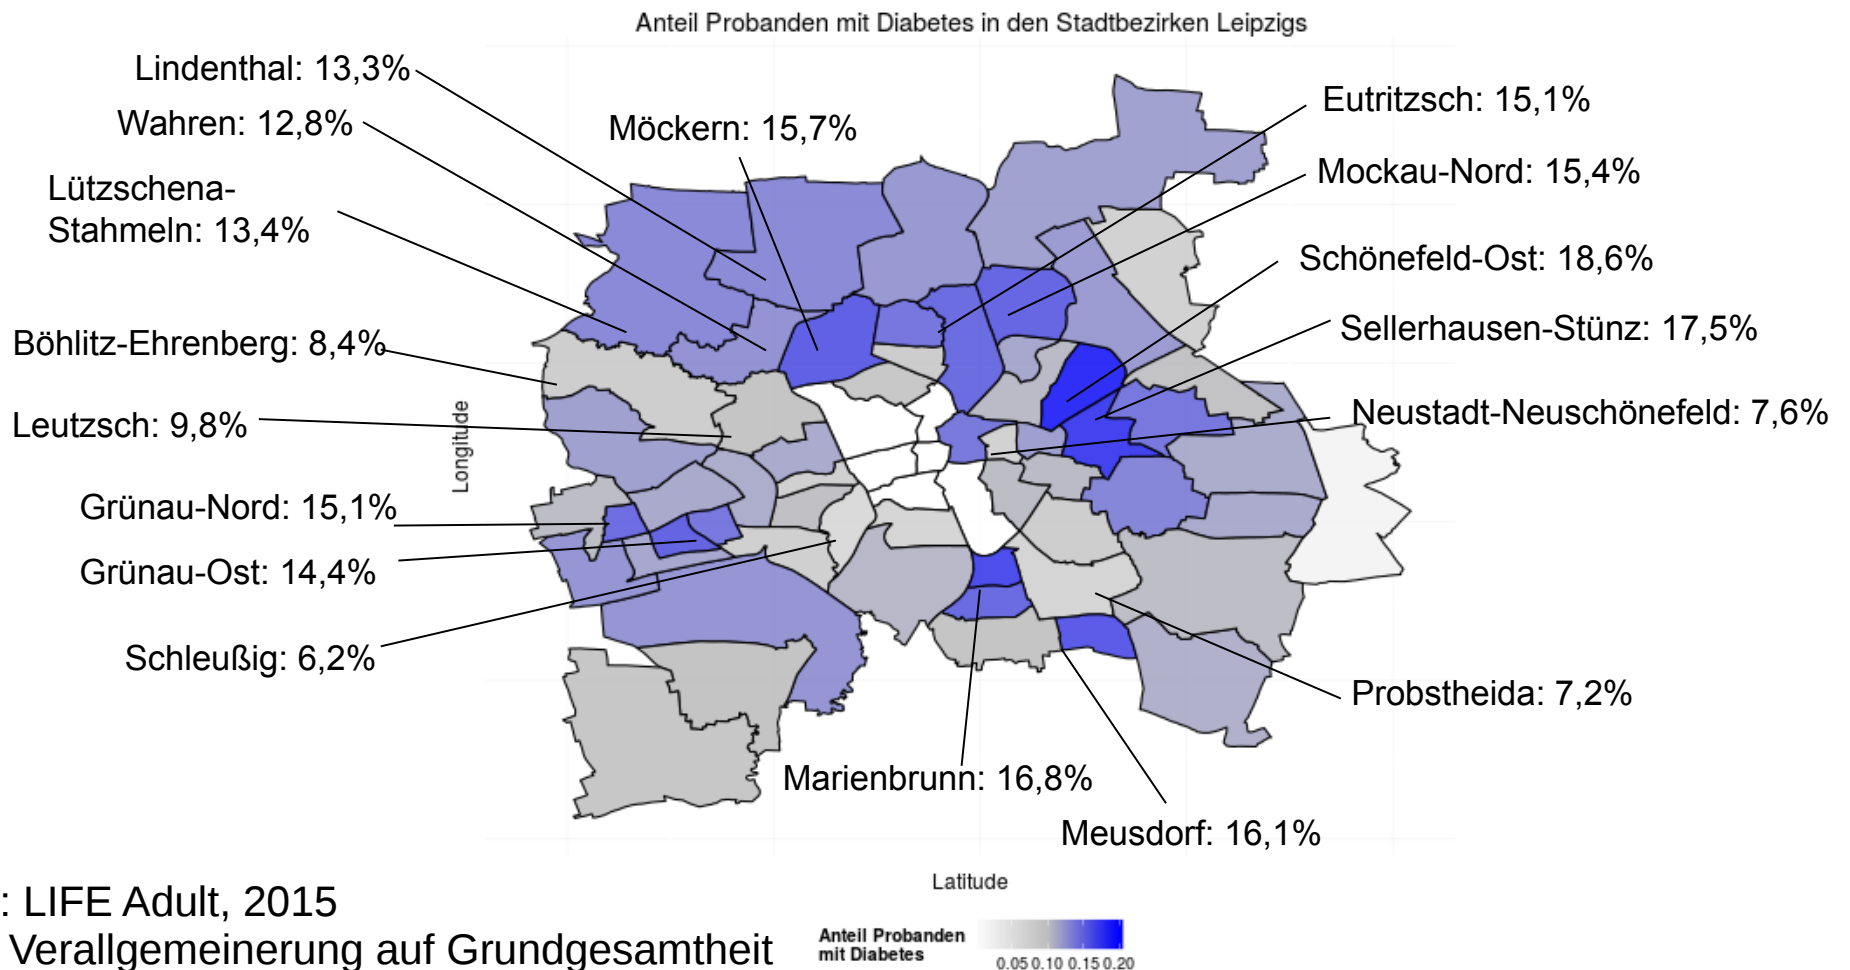 Anteil Probanden mit Diabetes in den Stadtbezirken Leipzigs
Lindenthal: 13,3%
Wahren: 12,8%
Möckern: 15,7%
Eutritzsch: 15,1%
Mockau-Nord: 15,4%
Lützschena-
Stahmeln: 13,4%
Schönefeld-Ost: 18,6%
Sellerhausen-Stünz: 17,5%
Böhlitz-Ehrenberg: 8,4%
Neustadt-Neuschönefeld: 7,6%
Leutzsch: 9,8%
Longitude
Grünau-Nord: 15,1%
Grünau-Ost: 14,4%
Schleußig: 6,2%
Probstheida: 7,2%
Marienbrunn: 16,8%
Meusdorf: 16,1%
Latitude
: LIFE Adult, 2015
Verallgemeinerung auf Grundgesamtheit
Anteil Probanden
mit Diabetes
0.05 0.10 0.15 0.20